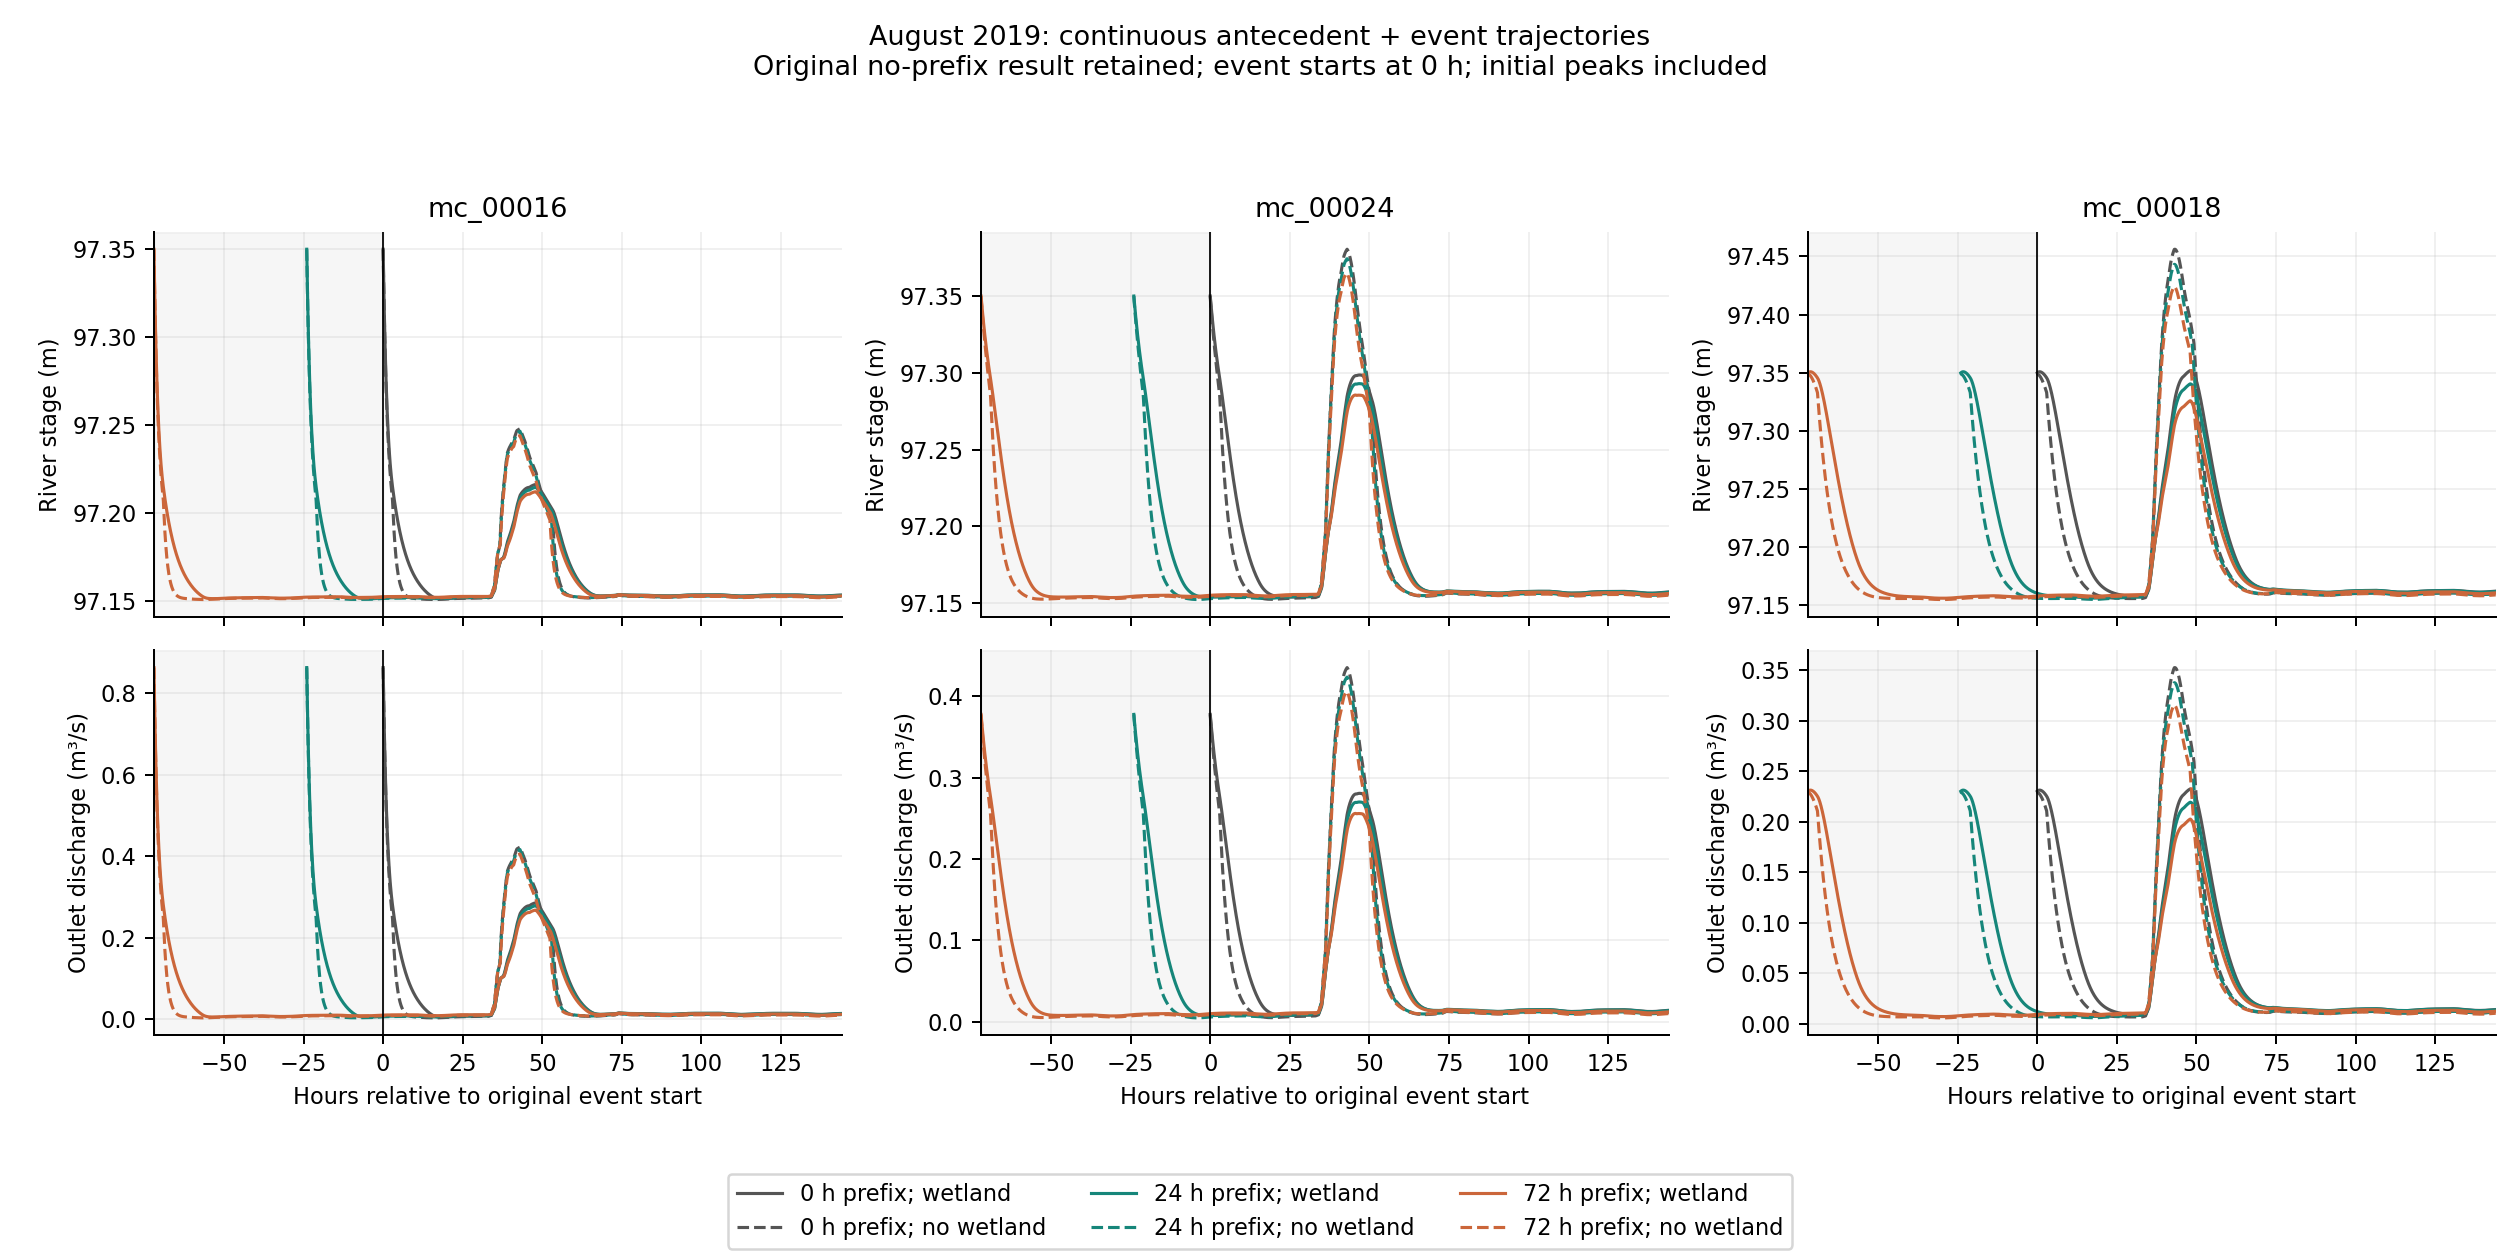 August 2019: continuous antecedent + event trajectories
Original no-prefix result retained; event starts at 0 h; initial peaks included
mc_00016
mc_00024
mc_00018
River stage (m)
97.35
97.30
97.25
97.20
97.15
River stage (m)
97.35
97.30
97.25
97.20
97.15
River stage (m)
97.45
97.40
97.35
97.30
97.25
97.20
97.15
Outlet discharge (m³/s)
0.8
0.6
0.4
0.2
0.0
−50 −25 0 25 50 75 100 125
Hours relative to original event start
Outlet discharge (m³/s)
0.4
0.3
0.2
0.1
0.0
−50 −25 0 25 50 75 100 125
Hours relative to original event start
Outlet discharge (m³/s)
0.35
0.30
0.25
0.20
0.15
0.10
0.05
0.00
−50 −25 0 25 50 75 100 125
Hours relative to original event start
0 h prefix; wetland
0 h prefix; no wetland
24 h prefix; wetland
24 h prefix; no wetland
72 h prefix; wetland
72 h prefix; no wetland